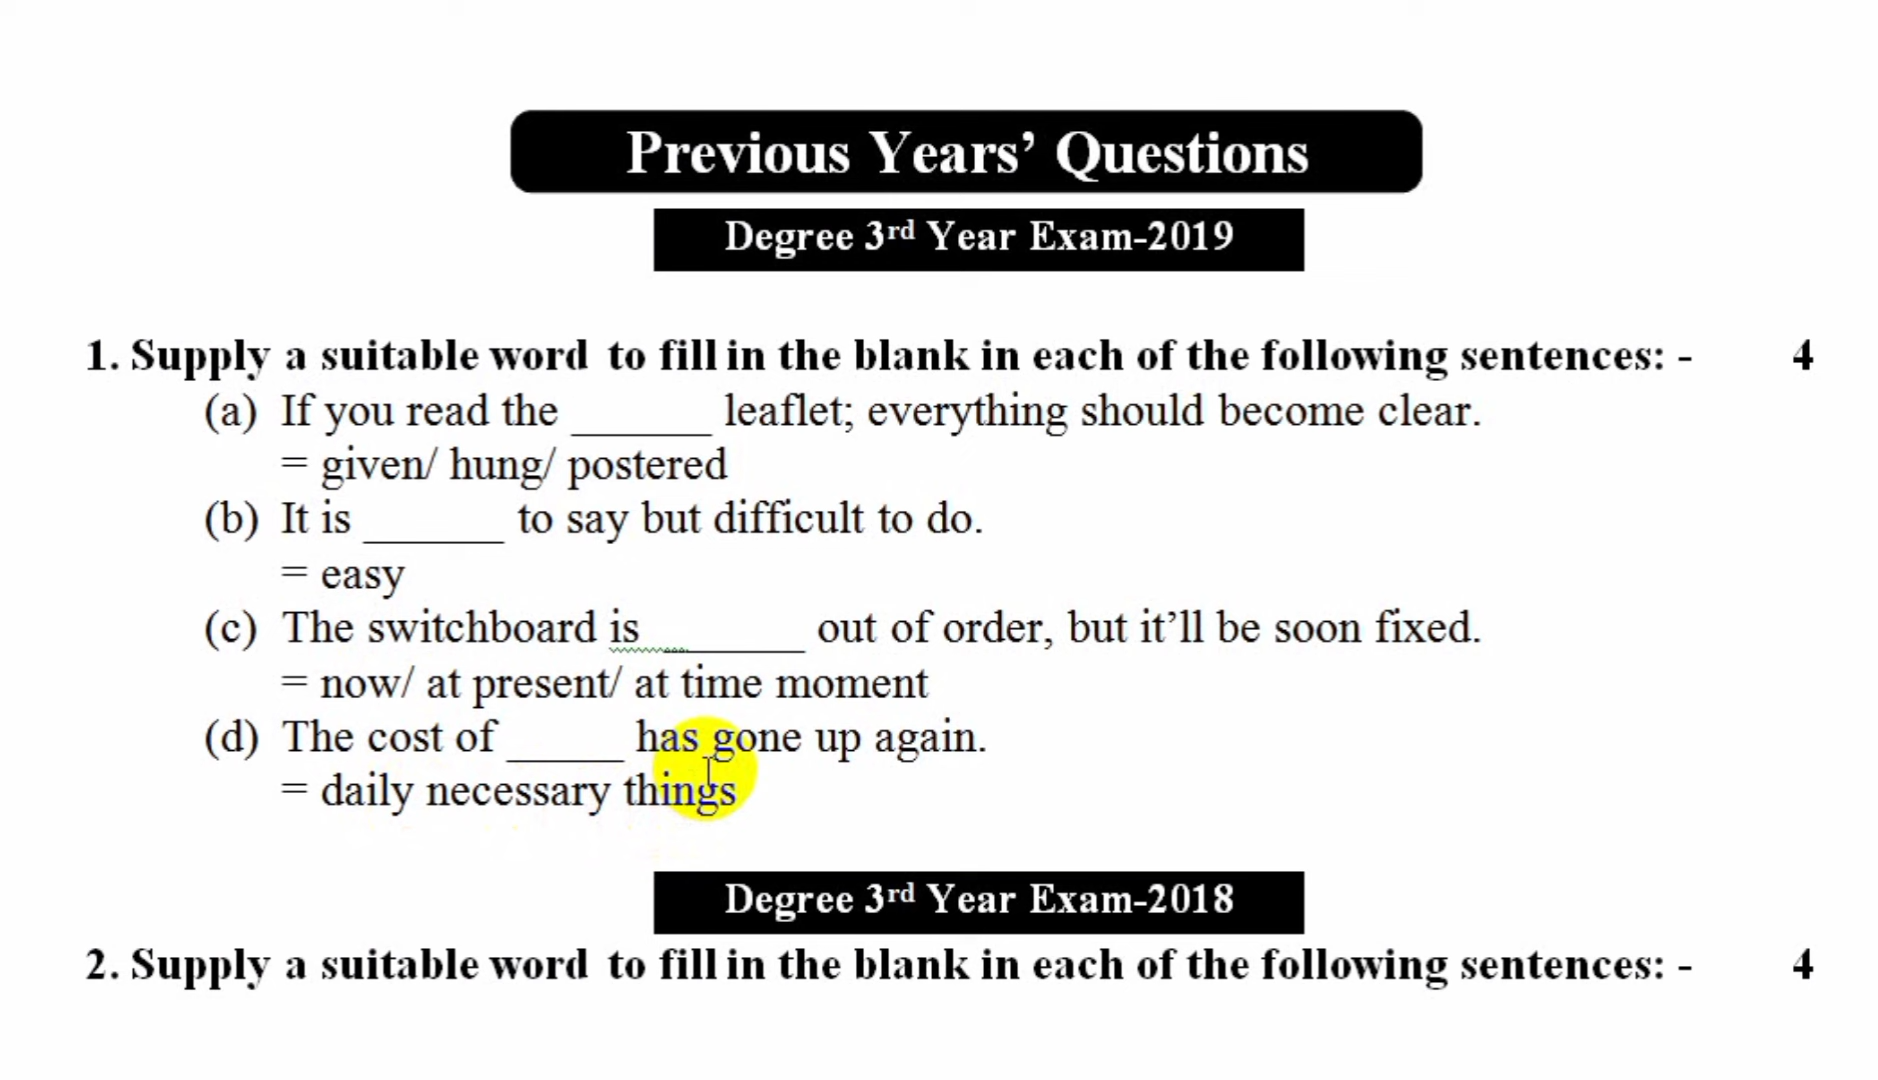 Previous Years’ Questions
Degree 3rd Year Exam-2019
1. Supply a suitable word to fill in the blank in each of the following sentences: - 4
(a) If you read the ______ leaflet; everything should become clear.
= given/ hung/ postered
(b) It is ______ to say but difficult to do.
= easy
(c) The switchboard is ______ out of order, but it’ll be soon fixed.
= now/ at present/ at time moment
(d) The cost of _____ has gone up again.
= daily necessary things
Degree 3rd Year Exam-2018
2. Supply a suitable word to fill in the blank in each of the following sentences: - 4